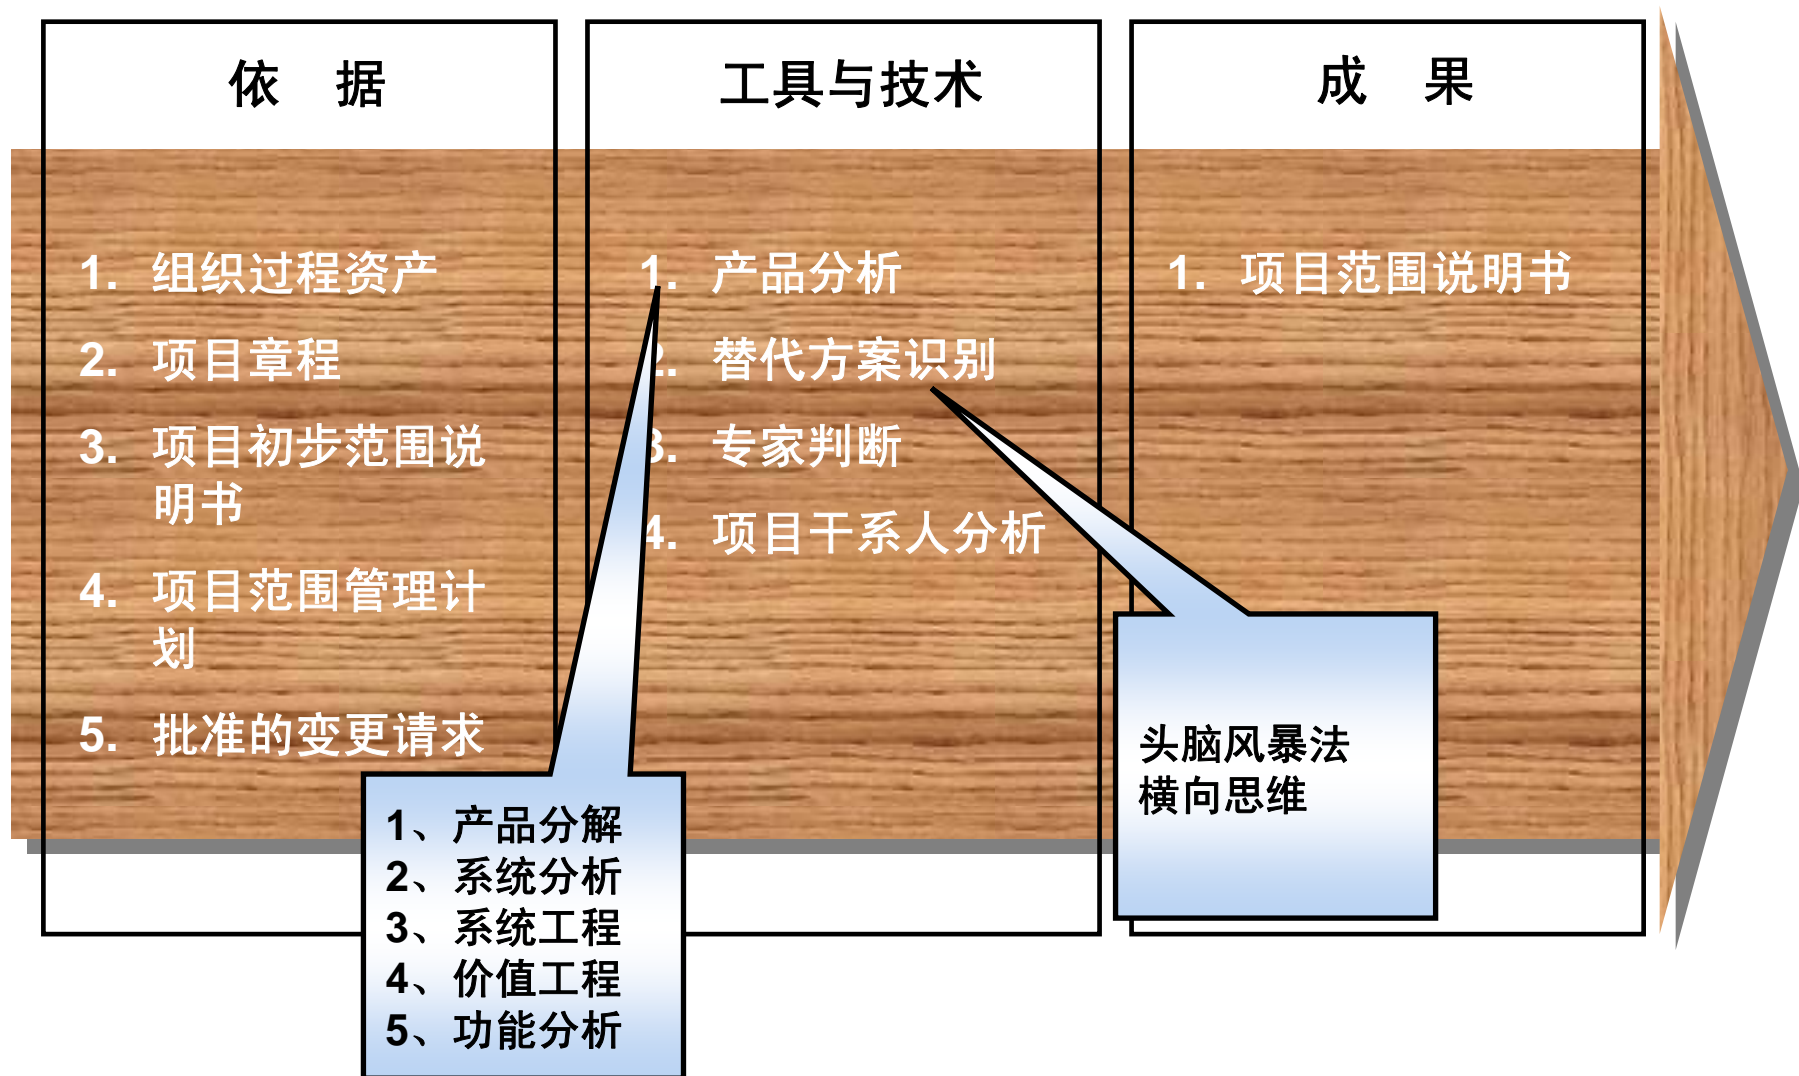 依 据
1. 组织过程资产
2. 项目章程
3. 项目初步范围说
明书
4. 项目范围管理计
划
5. 批准的变更请求
工具与技术
1. 产品分析
2. 替代方案识别
3. 专家判断
4. 项目干系人分析
成 果
1. 项目范围说明书
1、产品分解
2、系统分析
3、系统工程
4、价值工程
5、功能分析
头脑风暴法
横向思维